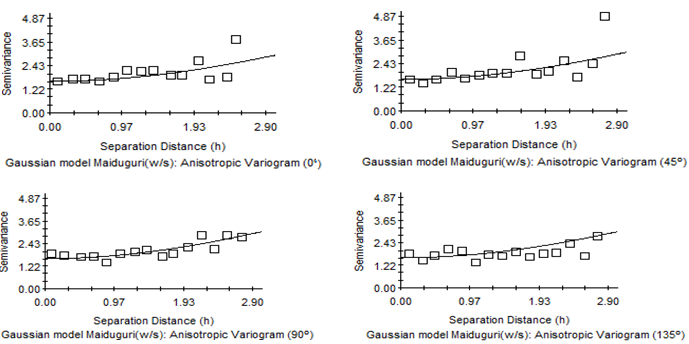 4.87
3.65
2.43
1.22
0.00
Semivariance
0.00 0.97 1.93 2.90
Separation Distance (h)
Gaussian model Maiduguri(w/s): Anisotropic Variogram (0°)
4.87
3.65
2.43
1.22
0.00
Semivariance
0.00 0.97 1.93 2.90
Separation Distance (h)
Gaussian model Maiduguri(w/s): Anisotropic Variogram (45°)
4.87
3.65
2.43
1.22
0.00
Semivariance
0.00 0.97 1.93 2.90
Separation Distance (h)
Gaussian model Maiduguri(w/s): Anisotropic Variogram (90°)
4.87
3.65
2.43
1.22
0.00
Semivariance
0.00 0.97 1.93 2.90
Separation Distance (h)
Gaussian model Maiduguri(w/s): Anisotropic Variogram (135°)